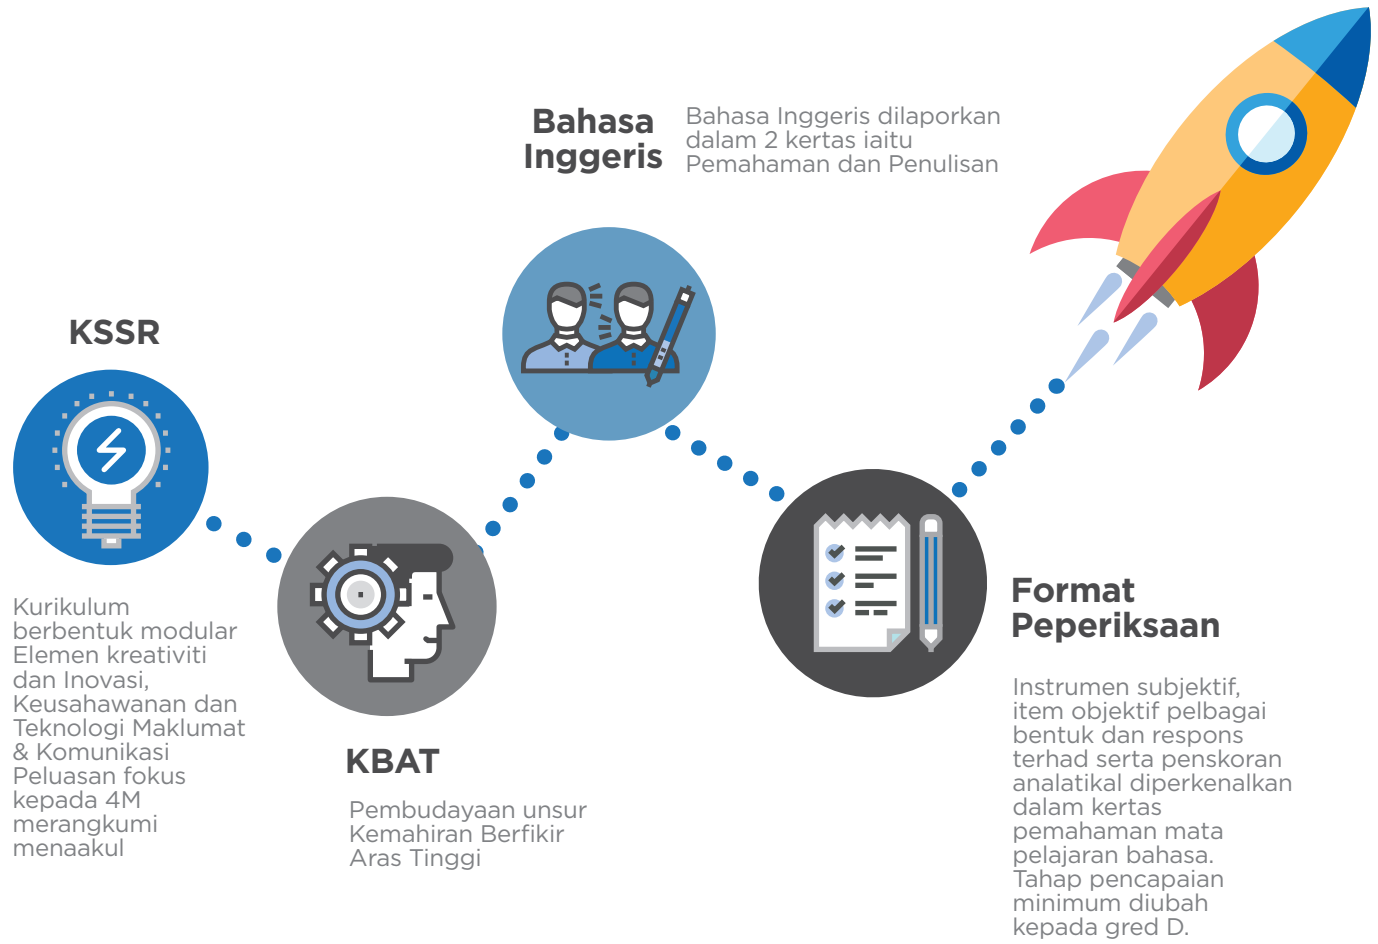 KSSR
Kurikulum
berbentuk modular
Elemen kreativiti
dan Inovasi,
Keusahawanan dan
Teknologi Maklumat
& Komunikasi
Peluasan fokus
kepada 4M
merangkumi
menaakul
KBAT
Pembudayaan unsur
Kemahiran Berfikir
Aras Tinggi
Bahasa
Inggeris
Bahasa Inggeris dilaporkan
dalam 2 kertas iaitu
Pemahaman dan Penulisan
Format
Peperiksaan
Instrumen subjektif,
item objektif pelbagai
bentuk dan respons
terhad serta penskoran
analatikal diperkenalkan
dalam kertas
pemahaman mata
pelajaran bahasa.
Tahap pencapaian
minimum diubah
kepada gred D.